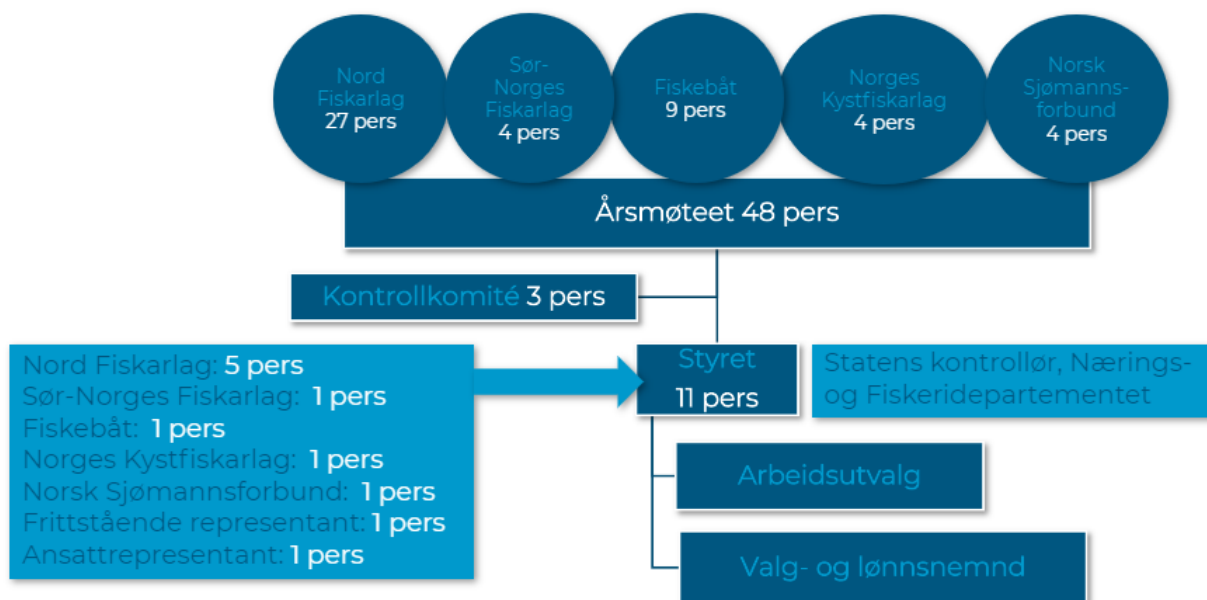 Nord
Fiskarlag
27 pers
Sør-
Norges
Fiskarlag
4 pers
Fiskebåt
9 pers
Norges
Kystfiskarlag
4 pers
Norsk
Sjømanns-
forbund
4 pers
Årsmøteet 48 pers
Kontrollkomité 3 pers
Nord Fiskarlag: 5 pers
Sør-Norges Fiskarlag: 1 pers
Fiskebåt: 1 pers
Norges Kystfiskarlag: 1 pers
Norsk Sjømannsforbund: 1 pers
Frittstående representant: 1 pers
Ansattrepresentant: 1 pers
Styret
11 pers
Statens kontrollør, Nærings-
og Fiskeridepartementet
Arbeidsutvalg
Valg- og lønnsnemnd